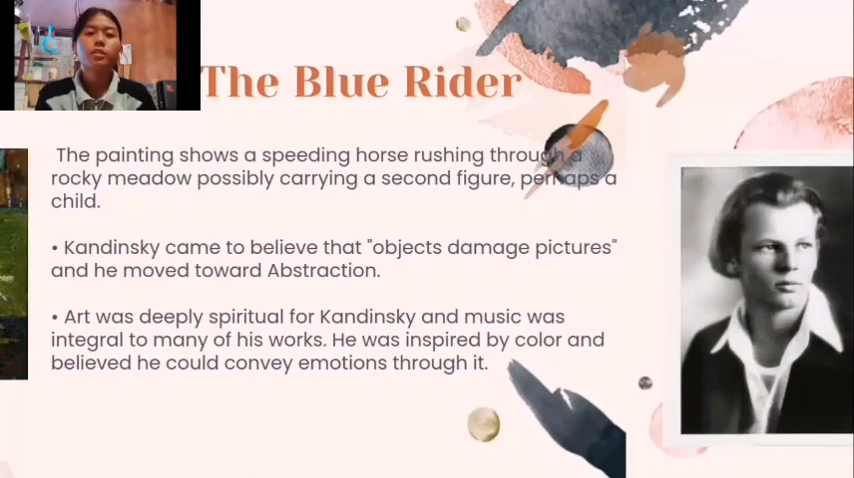 The Blue Rider
The painting shows a speeding horse rushing through a
rocky meadow possibly carrying a second figure, perhaps a
child.
• Kandinsky came to believe that "objects damage pictures"
and he moved toward Abstraction.
• Art was deeply spiritual for Kandinsky and music was
integral to many of his works. He was inspired by color and
believed he could convey emotions through it.